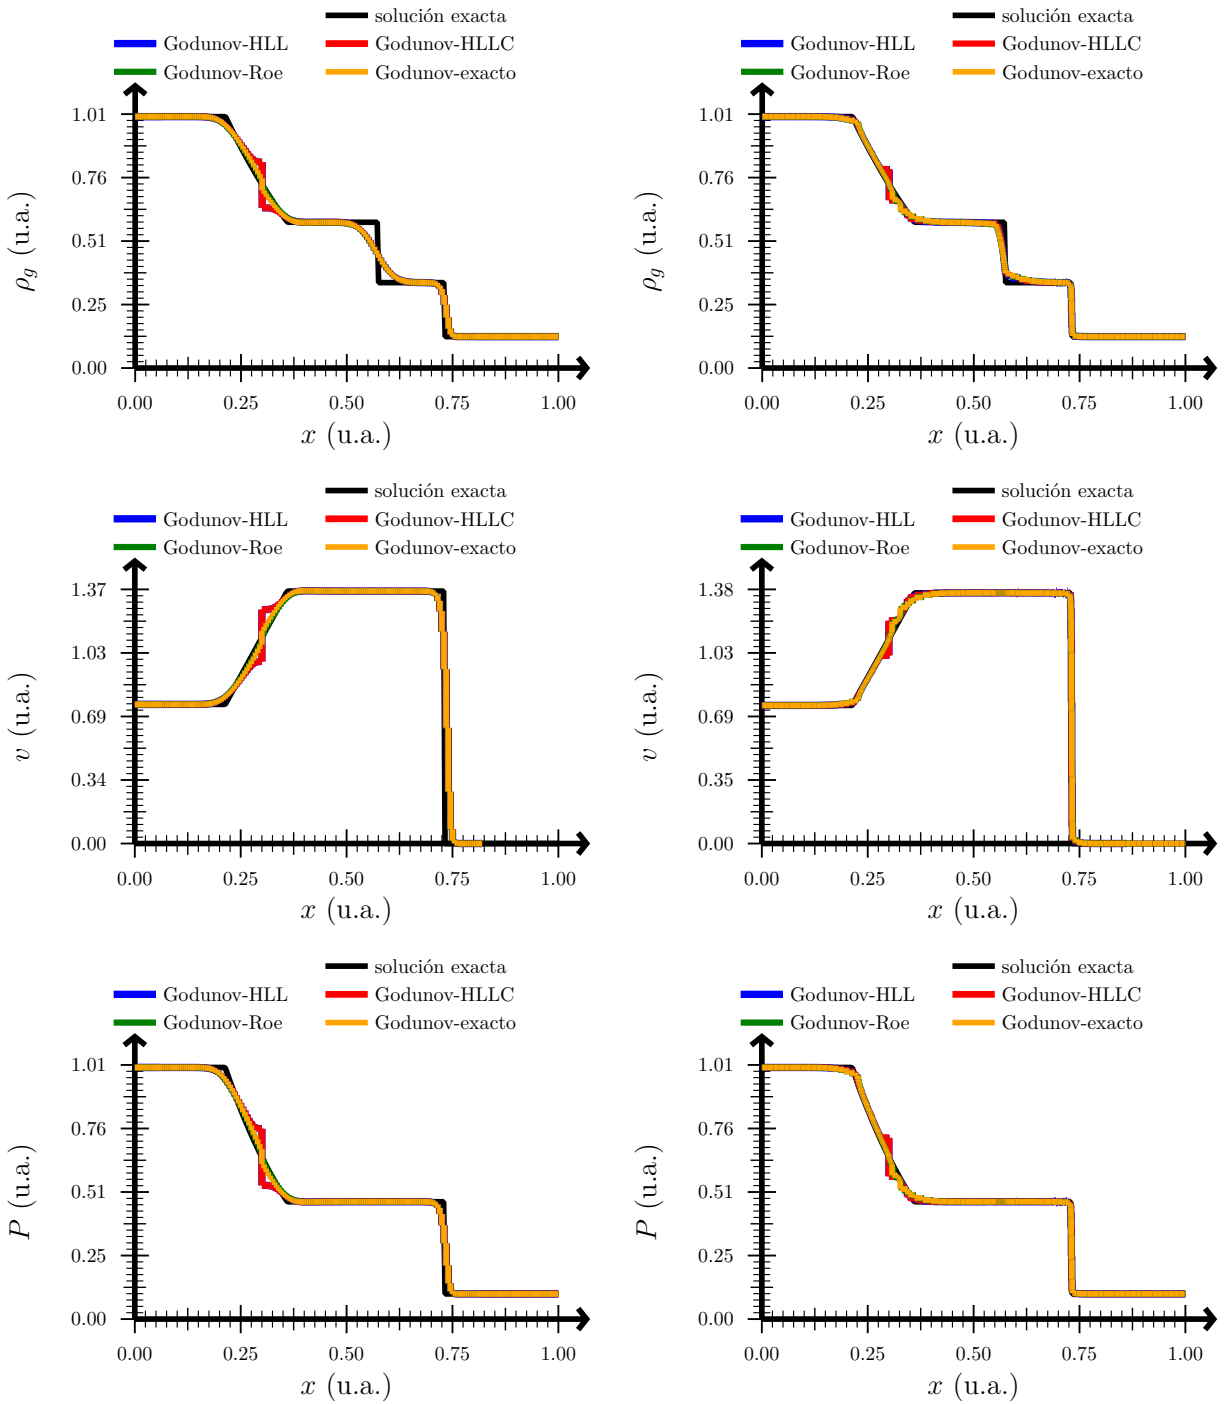 solución exacta
Godunov-HLL Godunov-HLLC
Godunov-Roe Godunov-exacto
1.01
0.76
0.51
0.25
0.00
ρg (u.a.)
0.00 0.25 0.50 0.75 1.00
x (u.a.)
solución exacta
Godunov-HLL Godunov-HLLC
Godunov-Roe Godunov-exacto
1.01
0.76
0.51
0.25
0.00
ρg (u.a.)
0.00 0.25 0.50 0.75 1.00
x (u.a.)
solución exacta
Godunov-HLL Godunov-HLLC
Godunov-Roe Godunov-exacto
1.37
1.03
0.69
0.34
0.00
v (u.a.)
0.00 0.25 0.50 0.75 1.00
x (u.a.)
solución exacta
Godunov-HLL Godunov-HLLC
Godunov-Roe Godunov-exacto
1.38
1.03
0.69
0.34
0.00
v (u.a.)
0.00 0.25 0.50 0.75 1.00
x (u.a.)
solución exacta
Godunov-HLL Godunov-HLLC
Godunov-Roe Godunov-exacto
1.01
0.76
0.51
0.25
0.00
P (u.a.)
0.00 0.25 0.50 0.75 1.00
x (u.a.)
solución exacta
Godunov-HLL Godunov-HLLC
Godunov-Roe Godunov-exacto
1.01
0.76
0.51
0.25
0.00
P (u.a.)
0.00 0.25 0.50 0.75 1.00
x (u.a.)